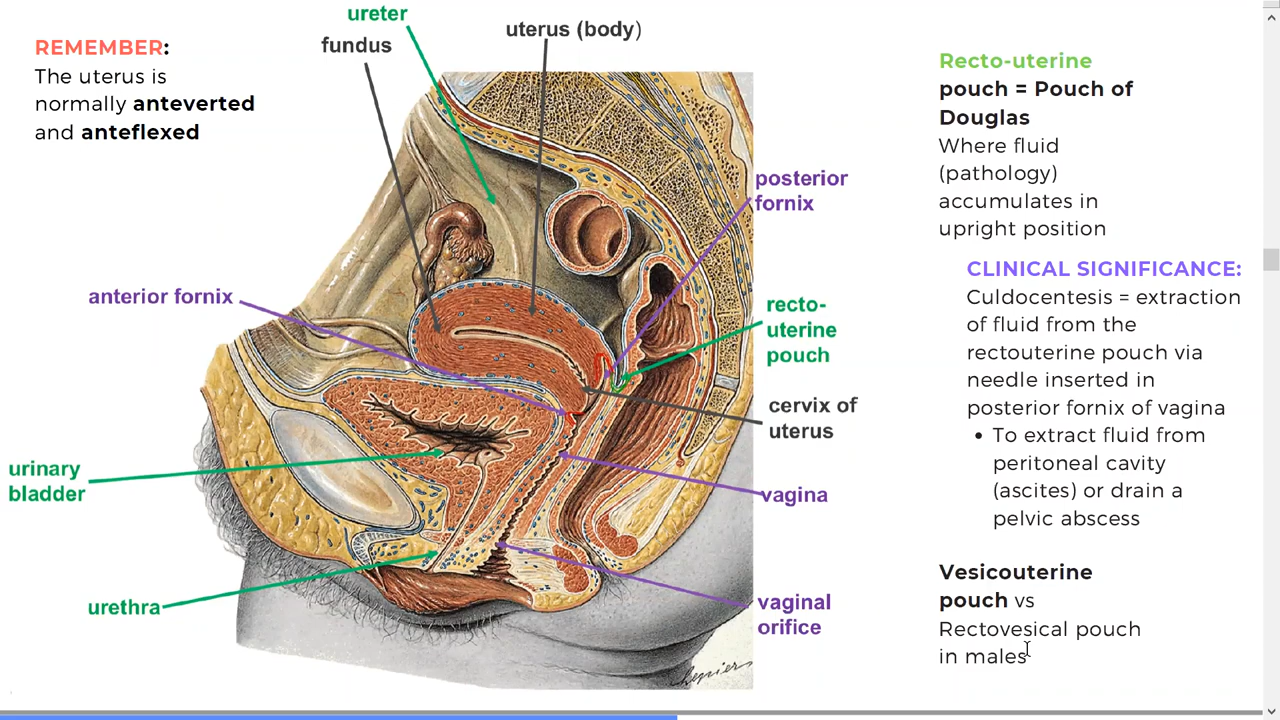 REMEMBER:
The uterus is
normally anteverted
and anteflexed
ureter
fundus
uterus (body)
posterior
fornix
anterior fornix
recto-
uterine
pouch
cervix of
uterus
urinary
bladder
vagina
urethra
vaginal
orifice
Recto-uterine
pouch = Pouch of
Douglas
Where fluid
(pathology)
accumulates in
upright position
CLINICAL SIGNIFICANCE:
Culdocentesis = extraction
of fluid from the
rectouterine pouch via
needle inserted in
posterior fornix of vagina
• To extract fluid from
peritoneal cavity
(ascites) or drain a
pelvic abscess
Vesicouterine
pouch vs
Rectovesical pouch
in males